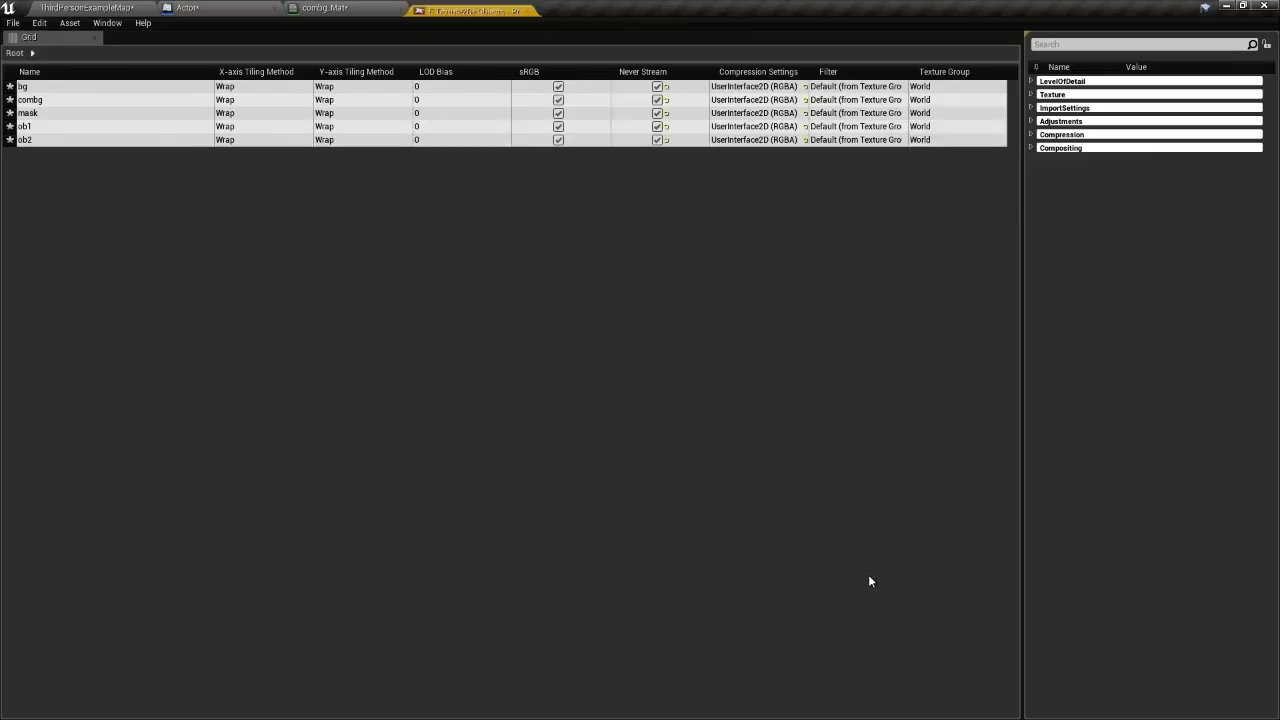 ThirdPersonExampleMap•
Actor•
combg_Mat•
File Edit Asset Window Help
Grid
Root
Search
Name X-axis Tiling Method Y-axis Tiling Method LOD Bias sRGB Never Stream Compression Settings Filter Texture Group
Name Value
bg Wrap Wrap 0 UserInterface2D (RGBA) Default (from Texture Gro World
combg Wrap Wrap 0 UserInterface2D (RGBA) Default (from Texture Gro World
mask Wrap Wrap 0 UserInterface2D (RGBA) Default (from Texture Gro World
ob1 Wrap Wrap 0 UserInterface2D (RGBA) Default (from Texture Gro World
ob2 Wrap Wrap 0 UserInterface2D (RGBA) Default (from Texture Gro World
LevelOfDetail
Texture
ImportSettings
Adjustments
Compression
Compositing